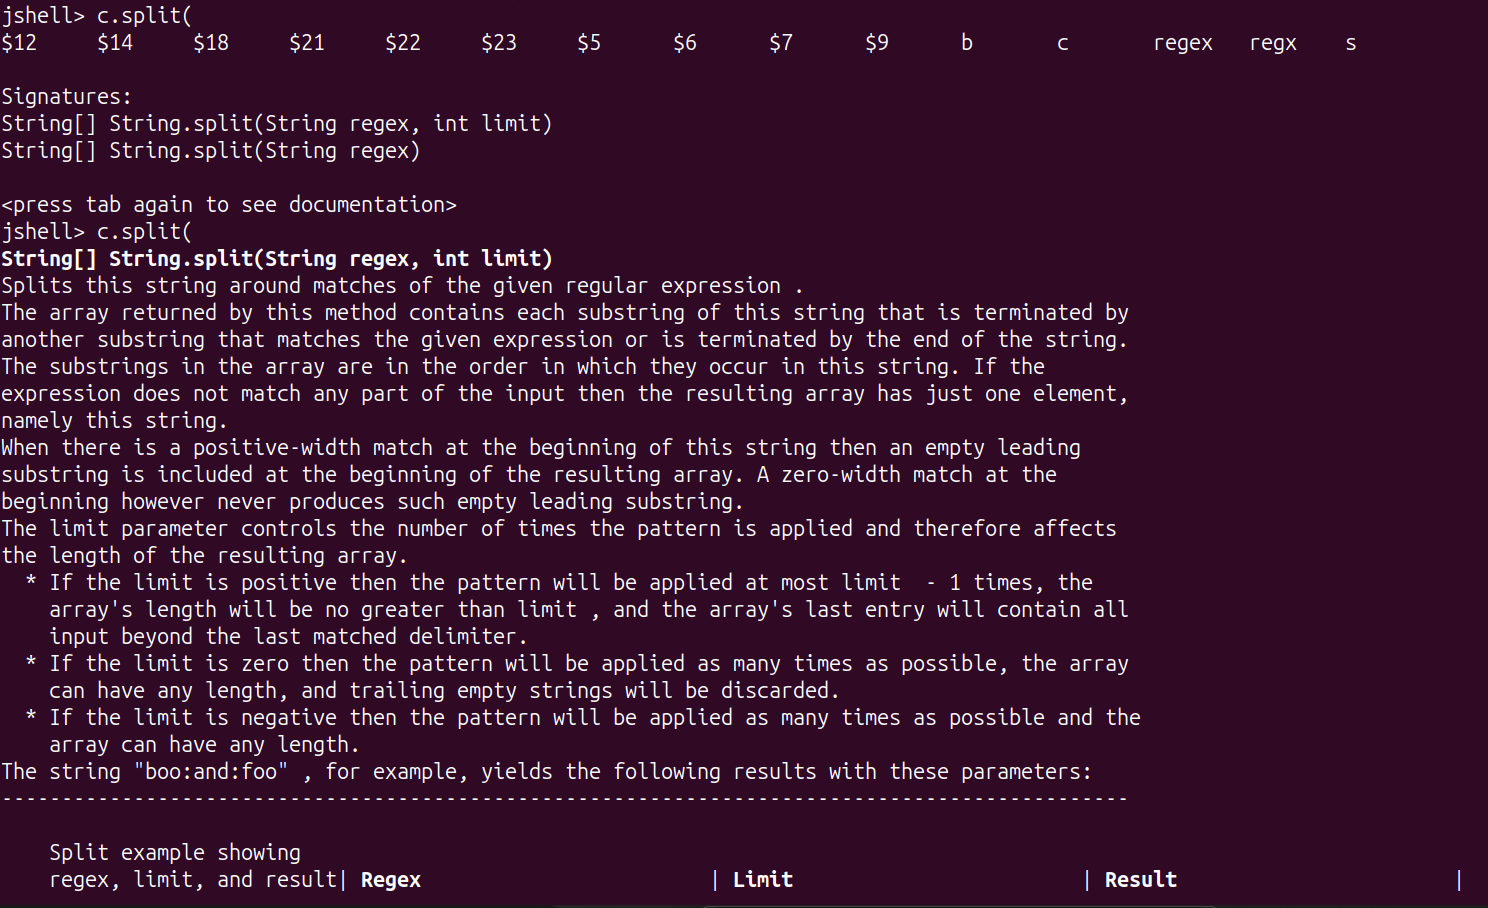 jshell> c.split(
$12 $14 $18 $21 $22 $23 $5 $6 $7 $9 b c regex regx s
Signatures:
String[] String.split(String regex, int limit)
String[] String.split(String regex)
<press tab again to see documentation>
jshell> c.split(
String[] String.split(String regex, int limit)
Splits this string around matches of the given regular expression .
The array returned by this method contains each substring of this string that is terminated by
another substring that matches the given expression or is terminated by the end of the string.
The substrings in the array are in the order in which they occur in this string. If the
expression does not match any part of the input then the resulting array has just one element,
namely this string.
When there is a positive-width match at the beginning of this string then an empty leading
substring is included at the beginning of the resulting array. A zero-width match at the
beginning however never produces such empty leading substring.
The limit parameter controls the number of times the pattern is applied and therefore affects
the length of the resulting array.
* If the limit is positive then the pattern will be applied at most limit  - 1 times, the
array's length will be no greater than limit , and the array's last entry will contain all
input beyond the last matched delimiter.
* If the limit is zero then the pattern will be applied as many times as possible, the array
can have any length, and trailing empty strings will be discarded.
* If the limit is negative then the pattern will be applied as many times as possible and the
array can have any length.
The string "boo:and:foo" , for example, yields the following results with these parameters:
----------------------------------------------------------------------------------------------
Split example showing
regex, limit, and result| Regex | Limit | Result |